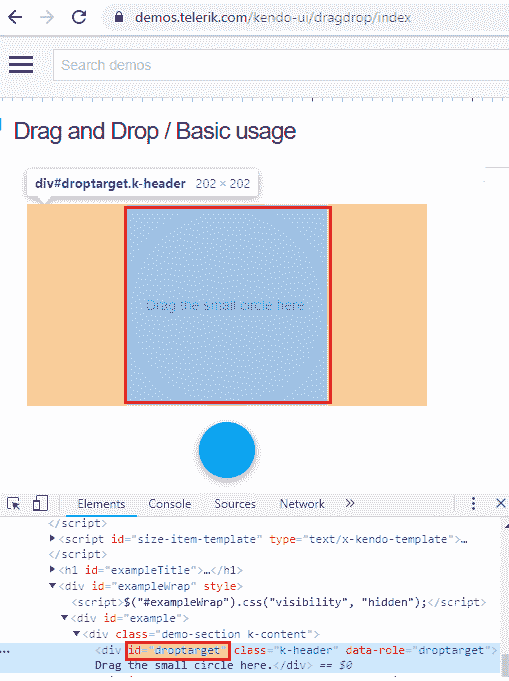 demos.telerik.com/kendo-ui/dragdrop/index
Search demos
Drag and Drop / Basic usage
div#droptarget.k-header 202 × 202
Drag the small circle here.
Elements Console Sources Network »
</script>
▶<script id="size-item-template" type="text/x-kendo-template">…
</script>
▶<h1 id="exampleTitle">…</h1>
▼<div id="exampleWrap" style>
<script>$("#exampleWrap").css("visibility", "hidden");</script>
▼<div id="example">
▼<div class="demo-section k-content">
… <div id="droptarget" class="k-header" data-role="droptarget">
Drag the small circle here.</div> == $0